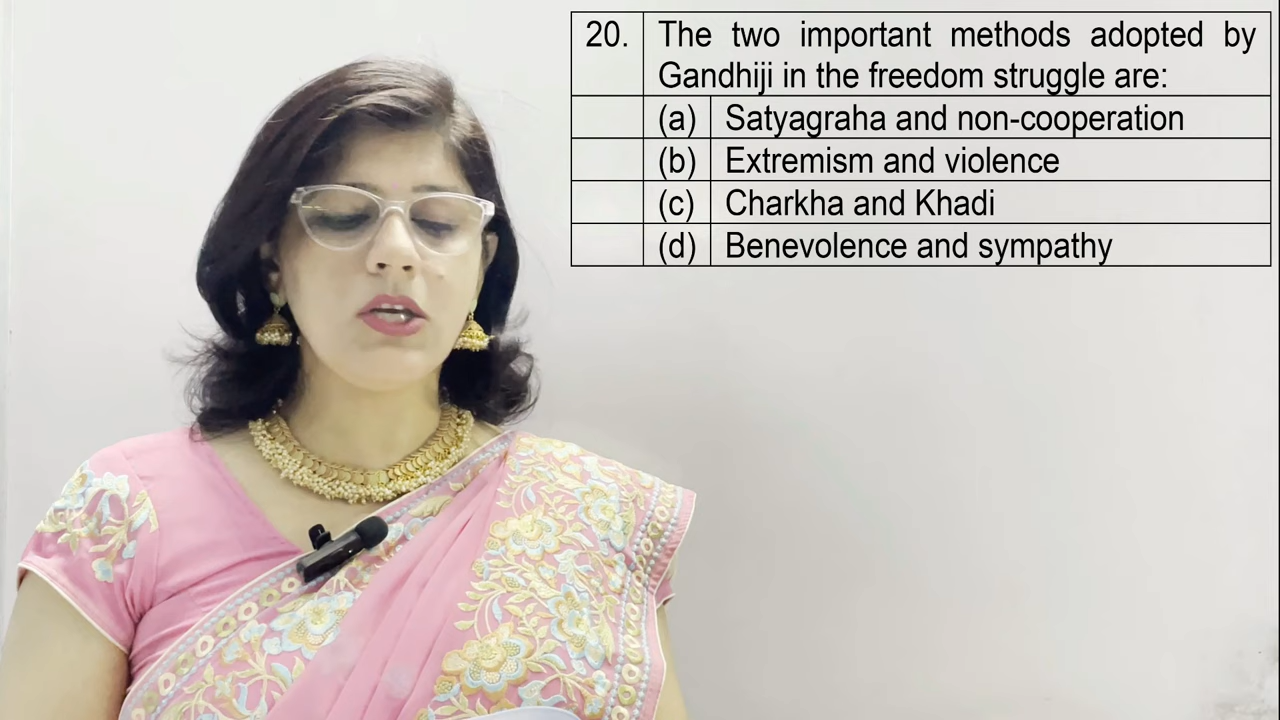 20. The two important methods adopted by
Gandhiji in the freedom struggle are:
(a) Satyagraha and non-cooperation
(b) Extremism and violence
(c) Charkha and Khadi
(d) Benevolence and sympathy